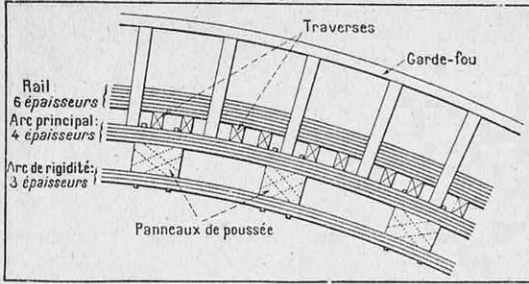 Traverses
Garde-fou
Rail
6 épaisseurs
Arc principal:
4 épaisseurs
Arc de rigidité:
3 épaisseurs
Panneaux de poussée